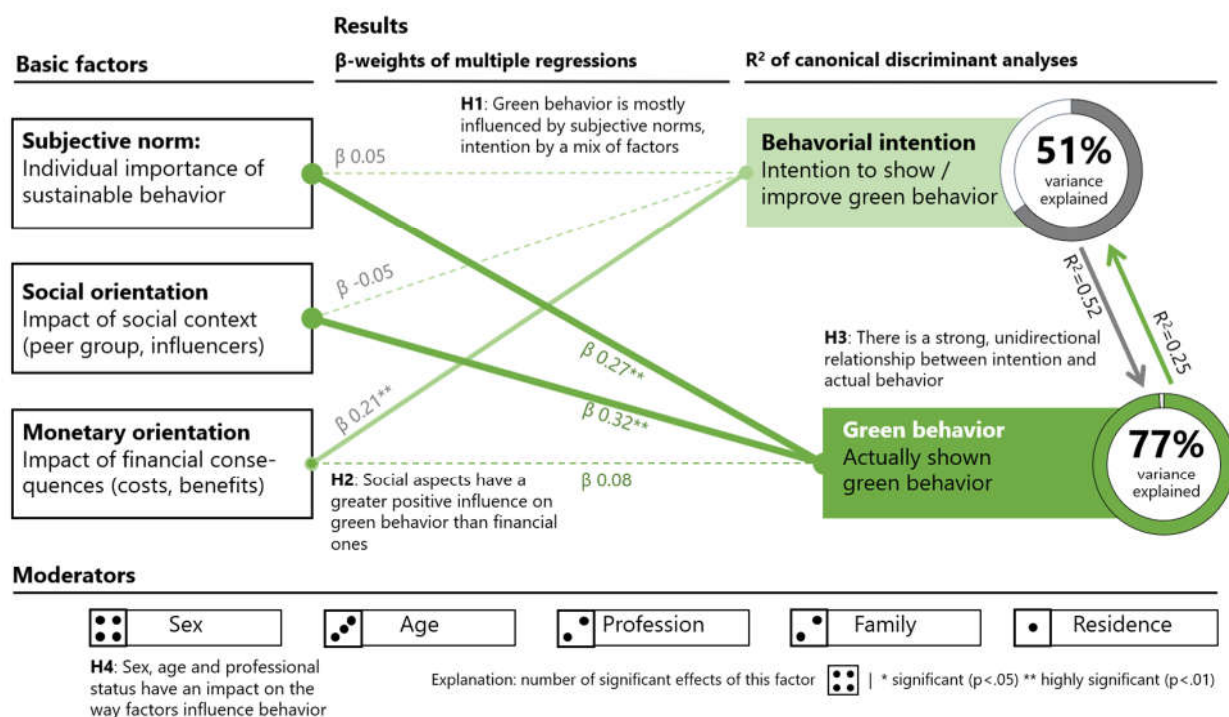 Results
Basic factors
β-weights of multiple regressions
R² of canonical discriminant analyses
H1: Green behavior is mostly
influenced by subjective norms,
intention by a mix of factors
Subjective norm:
Individual importance of
sustainable behavior
β 0.05
Behavorial intention
Intention to show /
improve green behavior
51%
variance
explained
Social orientation
Impact of social context
(peer group, influencers)
β -0.05
β 0.27**
β 0.32**
β 0.21**
R²=0.52
R²=0.25
H3: There is a strong, unidirectional
relationship between intention and
actual behavior
Monetary orientation
Impact of financial conse-
quences (costs, benefits)
β 0.08
H2: Social aspects have a
greater positive influence on
green behavior than financial
ones
Green behavior
Actually shown
green behavior
77%
variance
explained
Moderators
Sex
Age
Profession
Family
Residence
H4: Sex, age and professional
status have an impact on the
way factors influence behavior
Explanation: number of significant effects of this factor | * significant (p<.05) ** highly significant (p<.01)